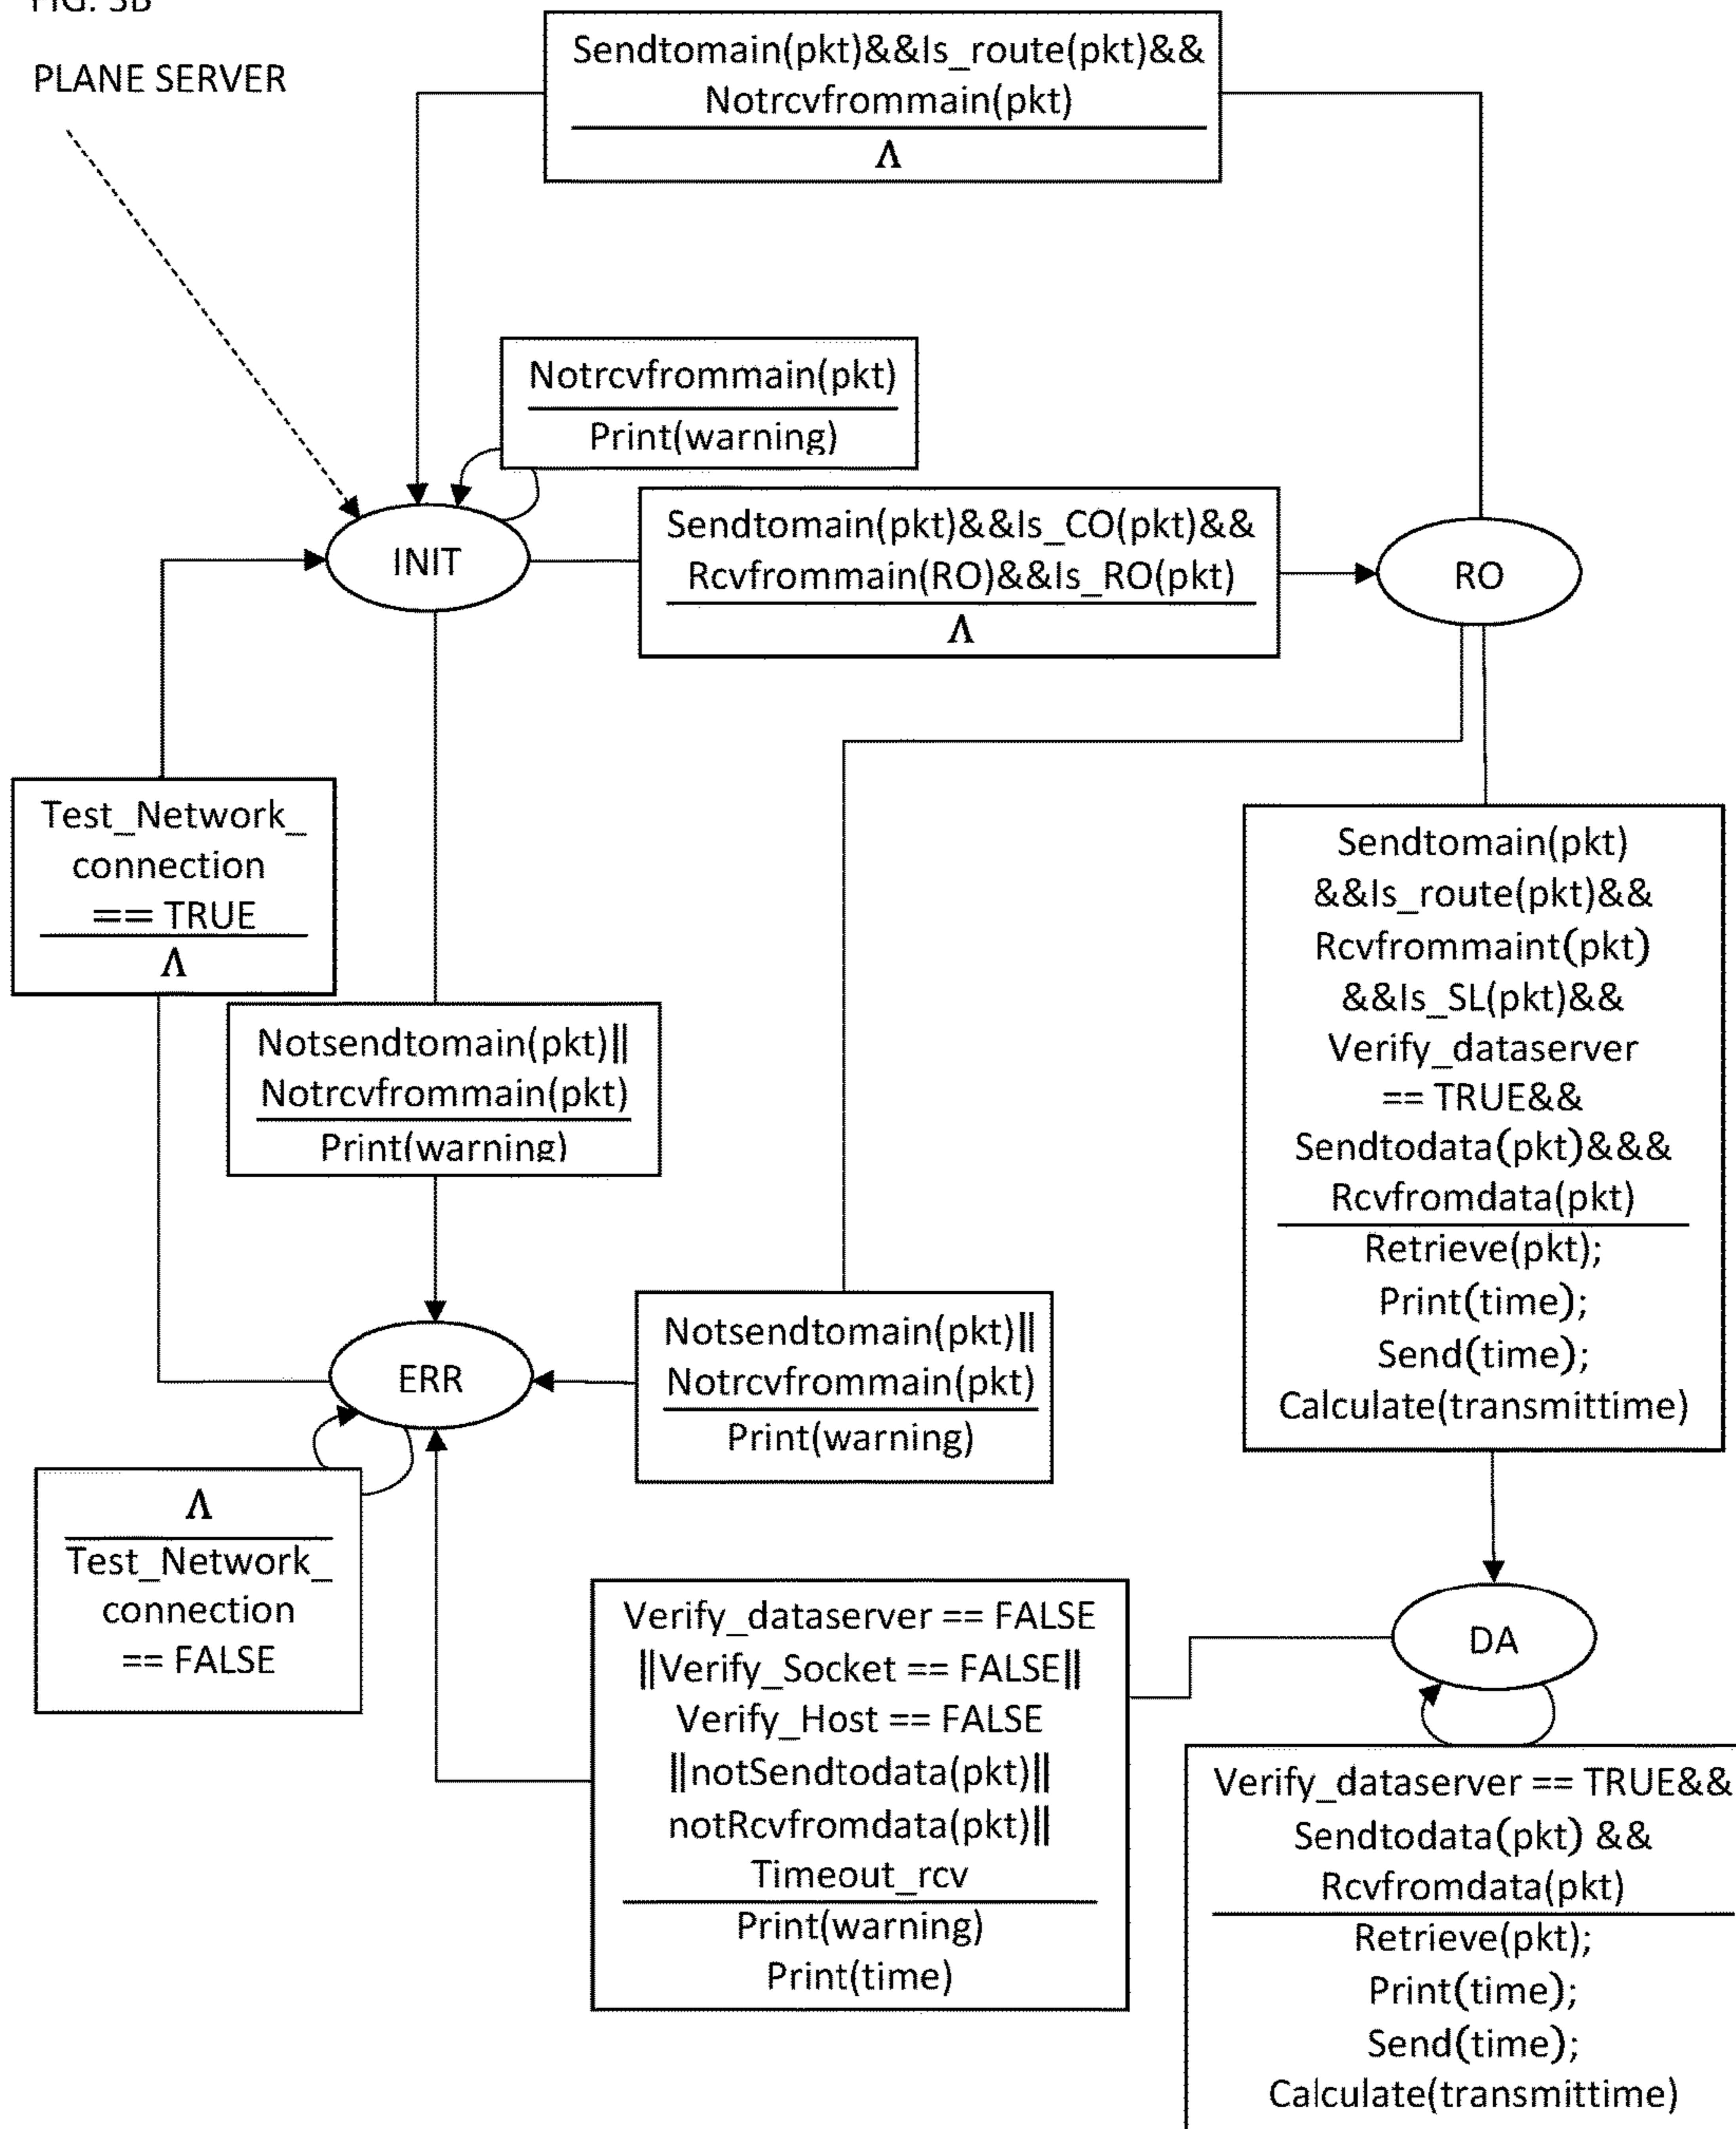 FIG. 3B
PLANE SERVER
Sendtomain(pkt)&&Is_route(pkt)&&
Notrcvfrommain(pkt)
Λ
Notrcvfrommain(pkt)
Print(warning)
INIT
Sendtomain(pkt)&&Is_CO(pkt)&&
Rcvfrommain(RO)&&Is_RO(pkt)
Λ
RO
Test_Network_
connection
== TRUE
Λ
Notsendtomain(pkt)||
Notrcvfrommain(pkt)
Print(warning)
Sendtomain(pkt)
&&Is_route(pkt)&&
Rcvfrommaint(pkt)
&&Is_SL(pkt)&&
Verify_dataserver
== TRUE&&
Sendtodata(pkt)&&&
Rcvfromdata(pkt)
Retrieve(pkt);
Print(time);
Send(time);
Calculate(transmittime)
ERR
Notsendtomain(pkt)||
Notrcvfrommain(pkt)
Print(warning)
Λ
Test_Network_
connection
== FALSE
Verify_dataserver == FALSE
||Verify_Socket == FALSE||
Verify_Host == FALSE
||notSendtodata(pkt)||
notRcvfromdata(pkt)||
Timeout_rcv
Print(warning)
Print(time)
DA
Verify_dataserver == TRUE&&
Sendtodata(pkt) &&
Rcvfromdata(pkt)
Retrieve(pkt);
Print(time);
Send(time);
Calculate(transmittime)